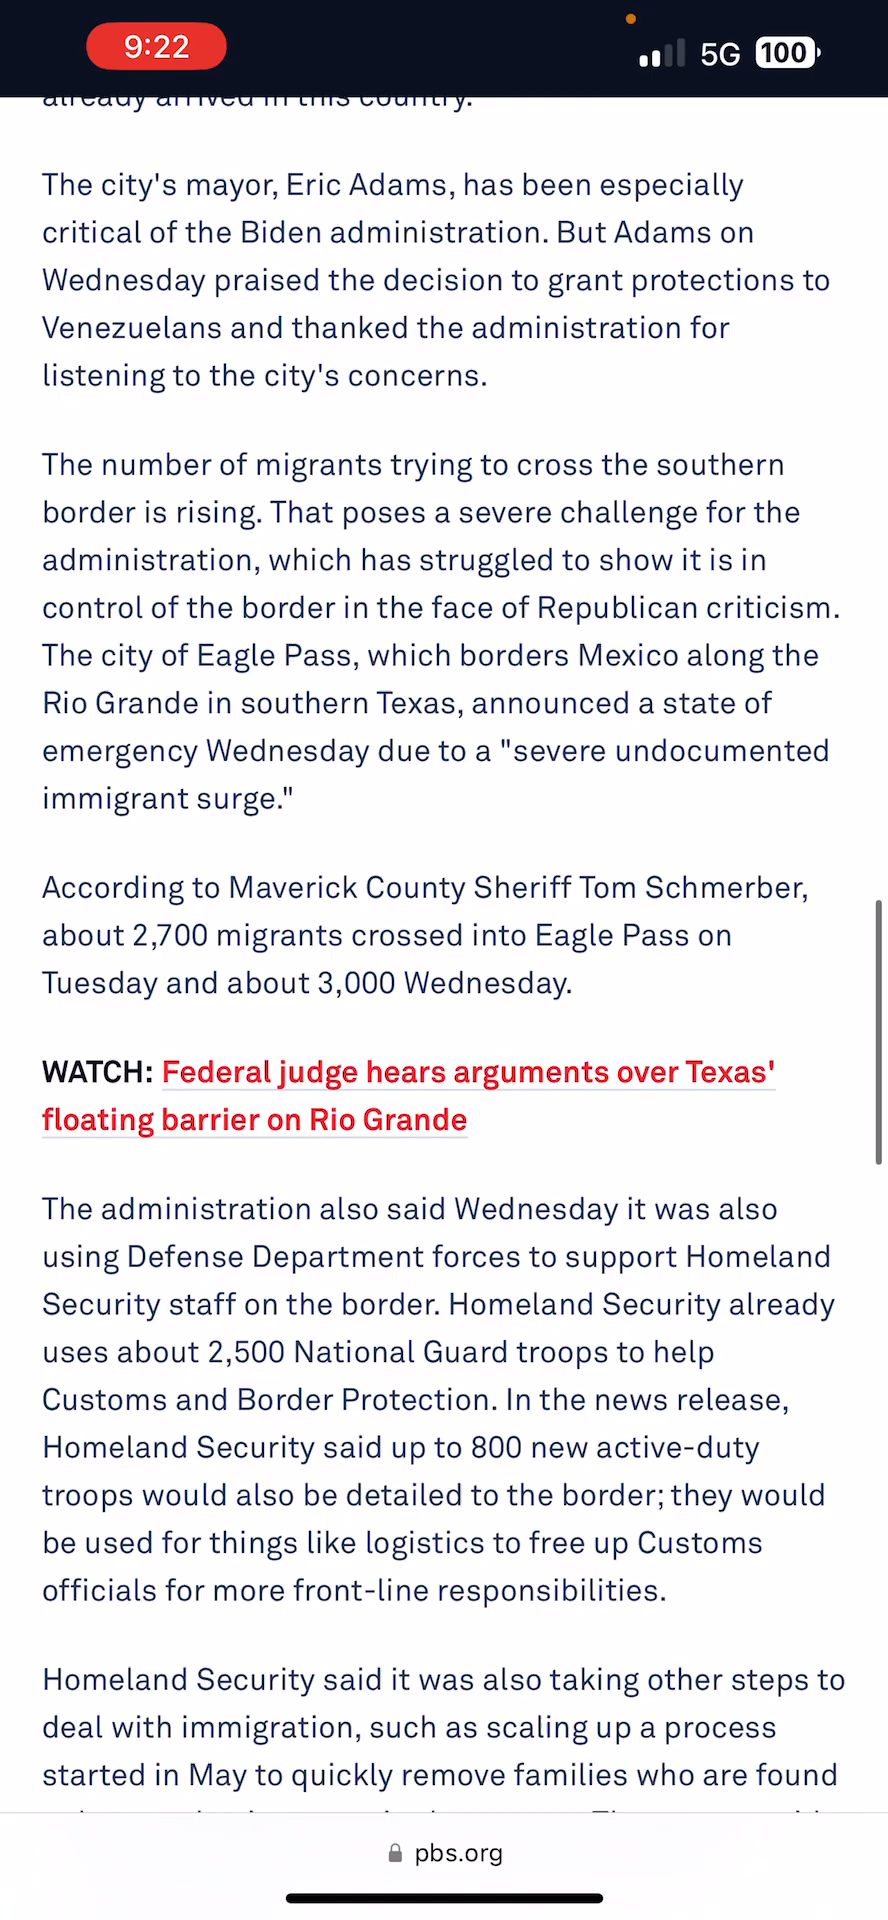 9:22
5G 100
already arrived in this country.
The city's mayor, Eric Adams, has been especially
critical of the Biden administration. But Adams on
Wednesday praised the decision to grant protections to
Venezuelans and thanked the administration for
listening to the city's concerns.
The number of migrants trying to cross the southern
border is rising. That poses a severe challenge for the
administration, which has struggled to show it is in
control of the border in the face of Republican criticism.
The city of Eagle Pass, which borders Mexico along the
Rio Grande in southern Texas, announced a state of
emergency Wednesday due to a "severe undocumented
immigrant surge."
According to Maverick County Sheriff Tom Schmerber,
about 2,700 migrants crossed into Eagle Pass on
Tuesday and about 3,000 Wednesday.
WATCH: Federal judge hears arguments over Texas'
floating barrier on Rio Grande
The administration also said Wednesday it was also
using Defense Department forces to support Homeland
Security staff on the border. Homeland Security already
uses about 2,500 National Guard troops to help
Customs and Border Protection. In the news release,
Homeland Security said up to 800 new active-duty
troops would also be detailed to the border; they would
be used for things like logistics to free up Customs
officials for more front-line responsibilities.
Homeland Security said it was also taking other steps to
deal with immigration, such as scaling up a process
started in May to quickly remove families who are found
pbs.org